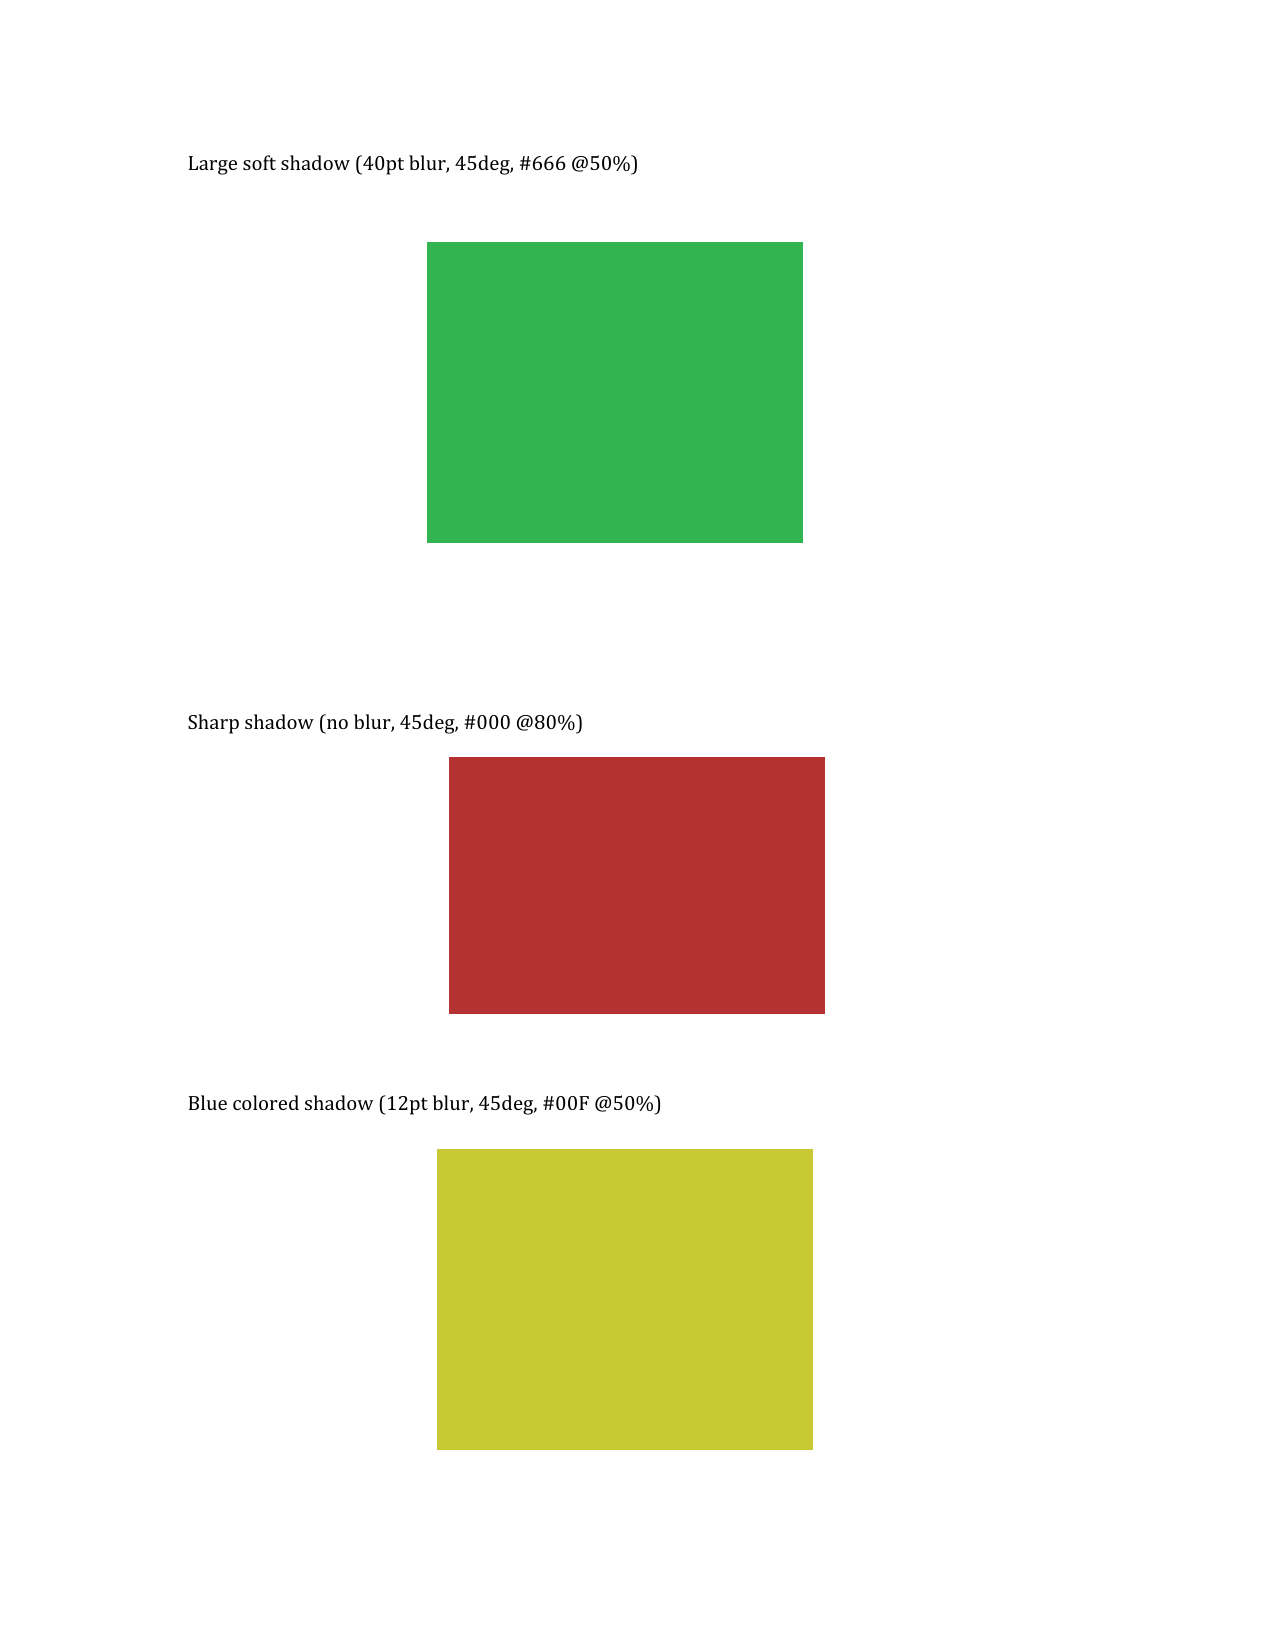 Large soft shadow (40pt blur, 45deg, #666 @50%)
Sharp shadow (no blur, 45deg, #000 @80%)
Blue colored shadow (12pt blur, 45deg, #00F @50%)